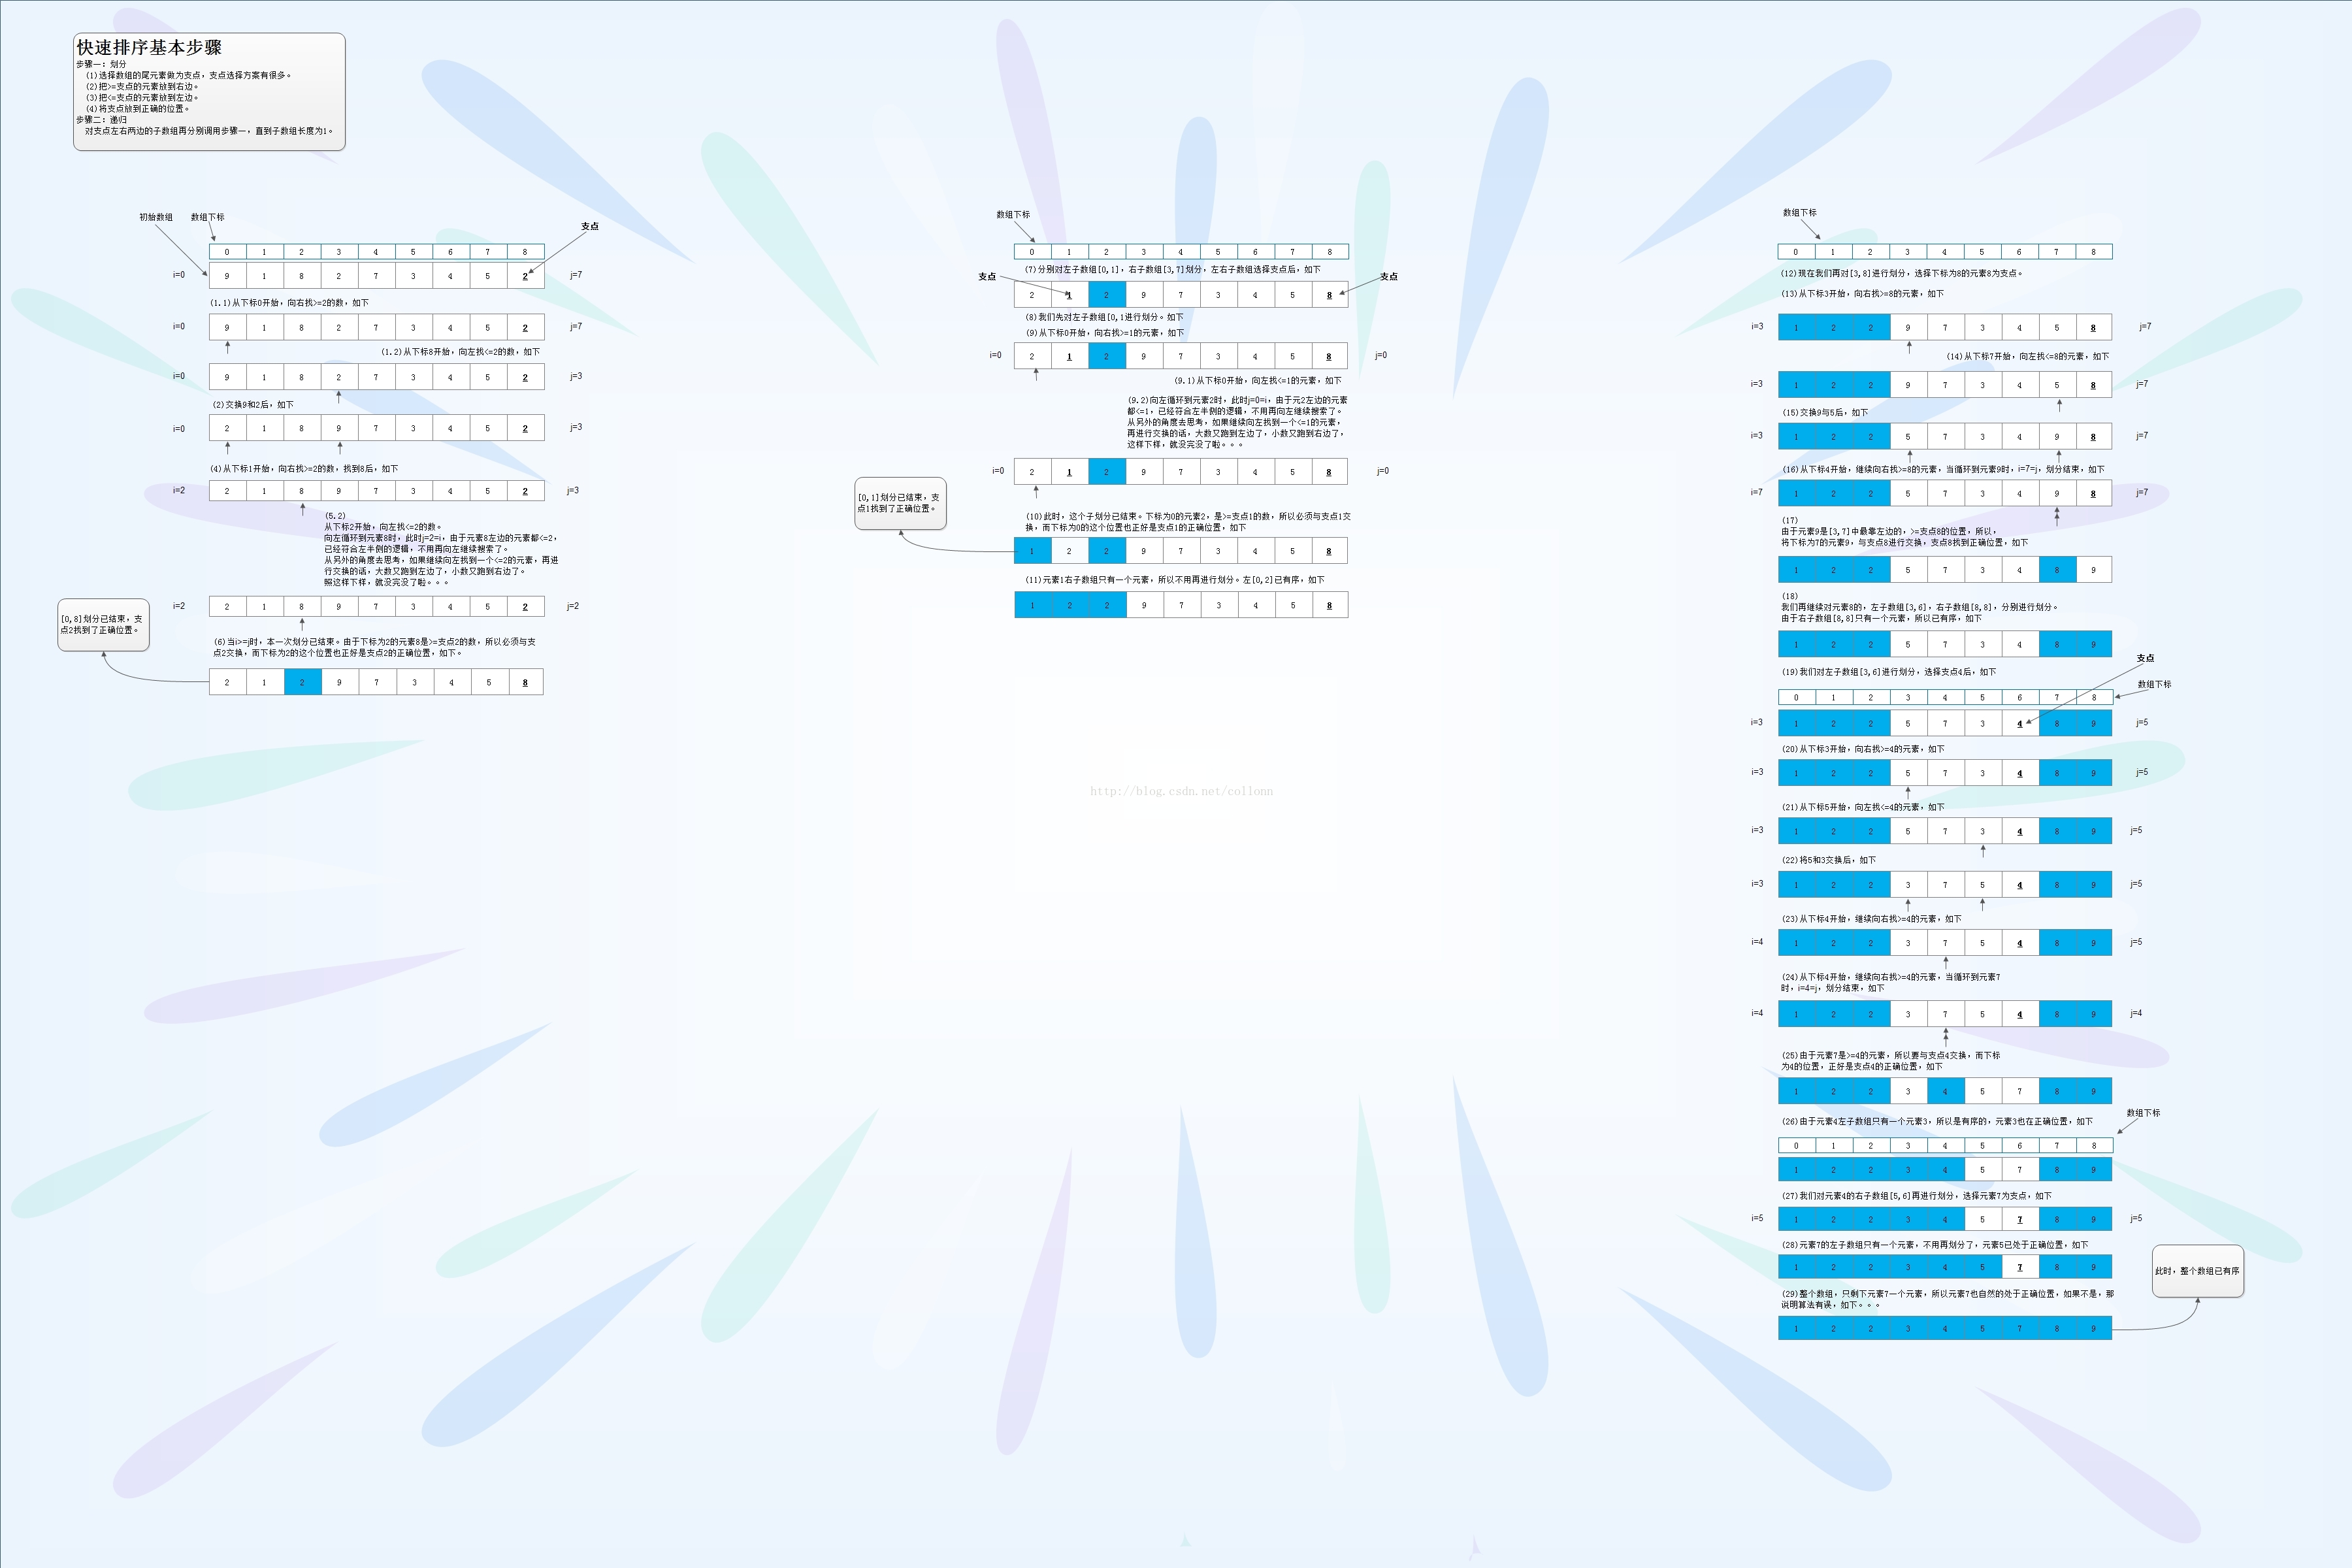 快速排序基本步骤
步骤一：划分
(1)选择数组的尾元素做为支点，支点选择方案有很多。
(2)把>=支点的元素放到右边。
(3)把<=支点的元素放到左边。
(4)将支点放到正确的位置。
步骤二：递归
对支点左右两边的子数组再分别调用步骤一，直到子数组长度为1。
初始数组 数组下标
支点
0 1 2 3 4 5 6 7 8
i=0 9 1 8 2 7 3 4 5 2 j=7
(1.1)从下标0开始，向右找>=2的数，如下
i=0 9 1 8 2 7 3 4 5 2 j=7
(1.2)从下标8开始，向左找<=2的数，如下
i=0 9 1 8 2 7 3 4 5 2 j=3
(2)交换9和2后，如下
i=0 2 1 8 9 7 3 4 5 2 j=3
(4)从下标1开始，向右找>=2的数，找到8后，如下
i=2 2 1 8 9 7 3 4 5 2 j=3
(5.2)
从下标2开始，向左找<=2的数。
向左循环到元素8时，此时j=2=i，由于元素8左边的元素都<=2，
已经符合左半侧的逻辑，不用再向左继续搜索了。
从另外的角度去思考，如果继续向左找到一个<=2的元素，再进
行交换的话，大数又跑到左边了，小数又跑到右边了。
照这样下样，就没完没了啦。。。
i=2 2 1 8 9 7 3 4 5 2 j=2
[0,8]划分已结束，支
点2找到了正确位置。
(6)当i>=j时，本一次划分已结束。由于下标为2的元素8是>=支点2的数，所以必须与支
点2交换，而下标为2的这个位置也正好是支点2的正确位置，如下。
2 1 2 9 7 3 4 5 8
数组下标
0 1 2 3 4 5 6 7 8
(7)分别对左子数组[0,1]，右子数组[3,7]划分，左右子数组选择支点后，如下
支点
支点
2 1 2 9 7 3 4 5 8
(8)我们先对左子数组[0,1进行划分。如下
(9)从下标0开始，向右找>=1的元素，如下
i=0 2 1 2 9 7 3 4 5 8 j=0
(9.1)从下标0开始，向左找<=1的元素，如下
(9.2)向左循环到元素2时，此时j=0=i，由于元2左边的元素
都<=1，已经符合左半侧的逻辑，不用再向左继续搜索了。
从另外的角度去思考，如果继续向左找到一个<=1的元素，
再进行交换的话，大数又跑到左边了，小数又跑到右边了，
这样下样，就没完没了啦。。。
i=0 2 1 2 9 7 3 4 5 8 j=0
[0,1]划分已结束，支
点1找到了正确位置。
(10)此时，这个子划分已结束。下标为0的元素2，是>=支点1的数，所以必须与支点1交
换，而下标为0的这个位置也正好是支点1的正确位置，如下
1 2 2 9 7 3 4 5 8
(11)元素1右子数组只有一个元素，所以不用再进行划分。左[0,2]已有序，如下
1 2 2 9 7 3 4 5 8
http://blog.csdn.net/collonn
数组下标
0 1 2 3 4 5 6 7 8
(12)现在我们再对[3,8]进行划分，选择下标为8的元素8为支点。
(13)从下标3开始，向右找>=8的元素，如下
i=3 1 2 2 9 7 3 4 5 8 j=7
(14)从下标7开始，向左找<=8的元素，如下
i=3 1 2 2 9 7 3 4 5 8 j=7
(15)交换9与5后，如下
i=3 1 2 2 5 7 3 4 9 8 j=7
(16)从下标4开始，继续向右找>=8的元素，当循环到元素9时，i=7=j，划分结束，如下
i=7 1 2 2 5 7 3 4 9 8 j=7
(17)
由于元素9是[3,7]中最靠左边的，>=支点8的位置，所以，
将下标为7的元素9，与支点8进行交换，支点8找到正确位置，如下
1 2 2 5 7 3 4 8 9
(18)
我们再继续对元素8的，左子数组[3,6]，右子数组[8,8]，分别进行划分。
由于右子数组[8,8]只有一个元素，所以已有序，如下
1 2 2 5 7 3 4 8 9
支点
(19)我们对左子数组[3,6]进行划分，选择支点4后，如下
数组下标
0 1 2 3 4 5 6 7 8
i=3 1 2 2 5 7 3 4 8 9 j=5
(20)从下标3开始，向右找>=4的元素，如下
i=3 1 2 2 5 7 3 4 8 9 j=5
(21)从下标5开始，向左找<=4的元素，如下
i=3 1 2 2 5 7 3 4 8 9 j=5
(22)将5和3交换后，如下
i=3 1 2 2 3 7 5 4 8 9 j=5
(23)从下标4开始，继续向右找>=4的元素，如下
i=4 1 2 2 3 7 5 4 8 9 j=5
(24)从下标4开始，继续向右找>=4的元素，当循环到元素7
时，i=4=j，划分结束，如下
i=4 1 2 2 3 7 5 4 8 9 j=4
(25)由于元素7是>=4的元素，所以要与支点4交换，而下标
为4的位置，正好是支点4的正确位置，如下
1 2 2 3 4 5 7 8 9
数组下标
(26)由于元素4左子数组只有一个元素3，所以是有序的，元素3也在正确位置，如下
0 1 2 3 4 5 6 7 8
1 2 2 3 4 5 7 8 9
(27)我们对元素4的右子数组[5,6]再进行划分，选择元素7为支点，如下
i=5 1 2 2 3 4 5 7 8 9 j=5
(28)元素7的左子数组只有一个元素，不用再划分了，元素5已处于正确位置，如下
1 2 2 3 4 5 7 8 9
此时，整个数组已有序
(29)整个数组，只剩下元素7一个元素，所以元素7也自然的处于正确位置，如果不是，那
说明算法有误，如下。。。
1 2 2 3 4 5 7 8 9